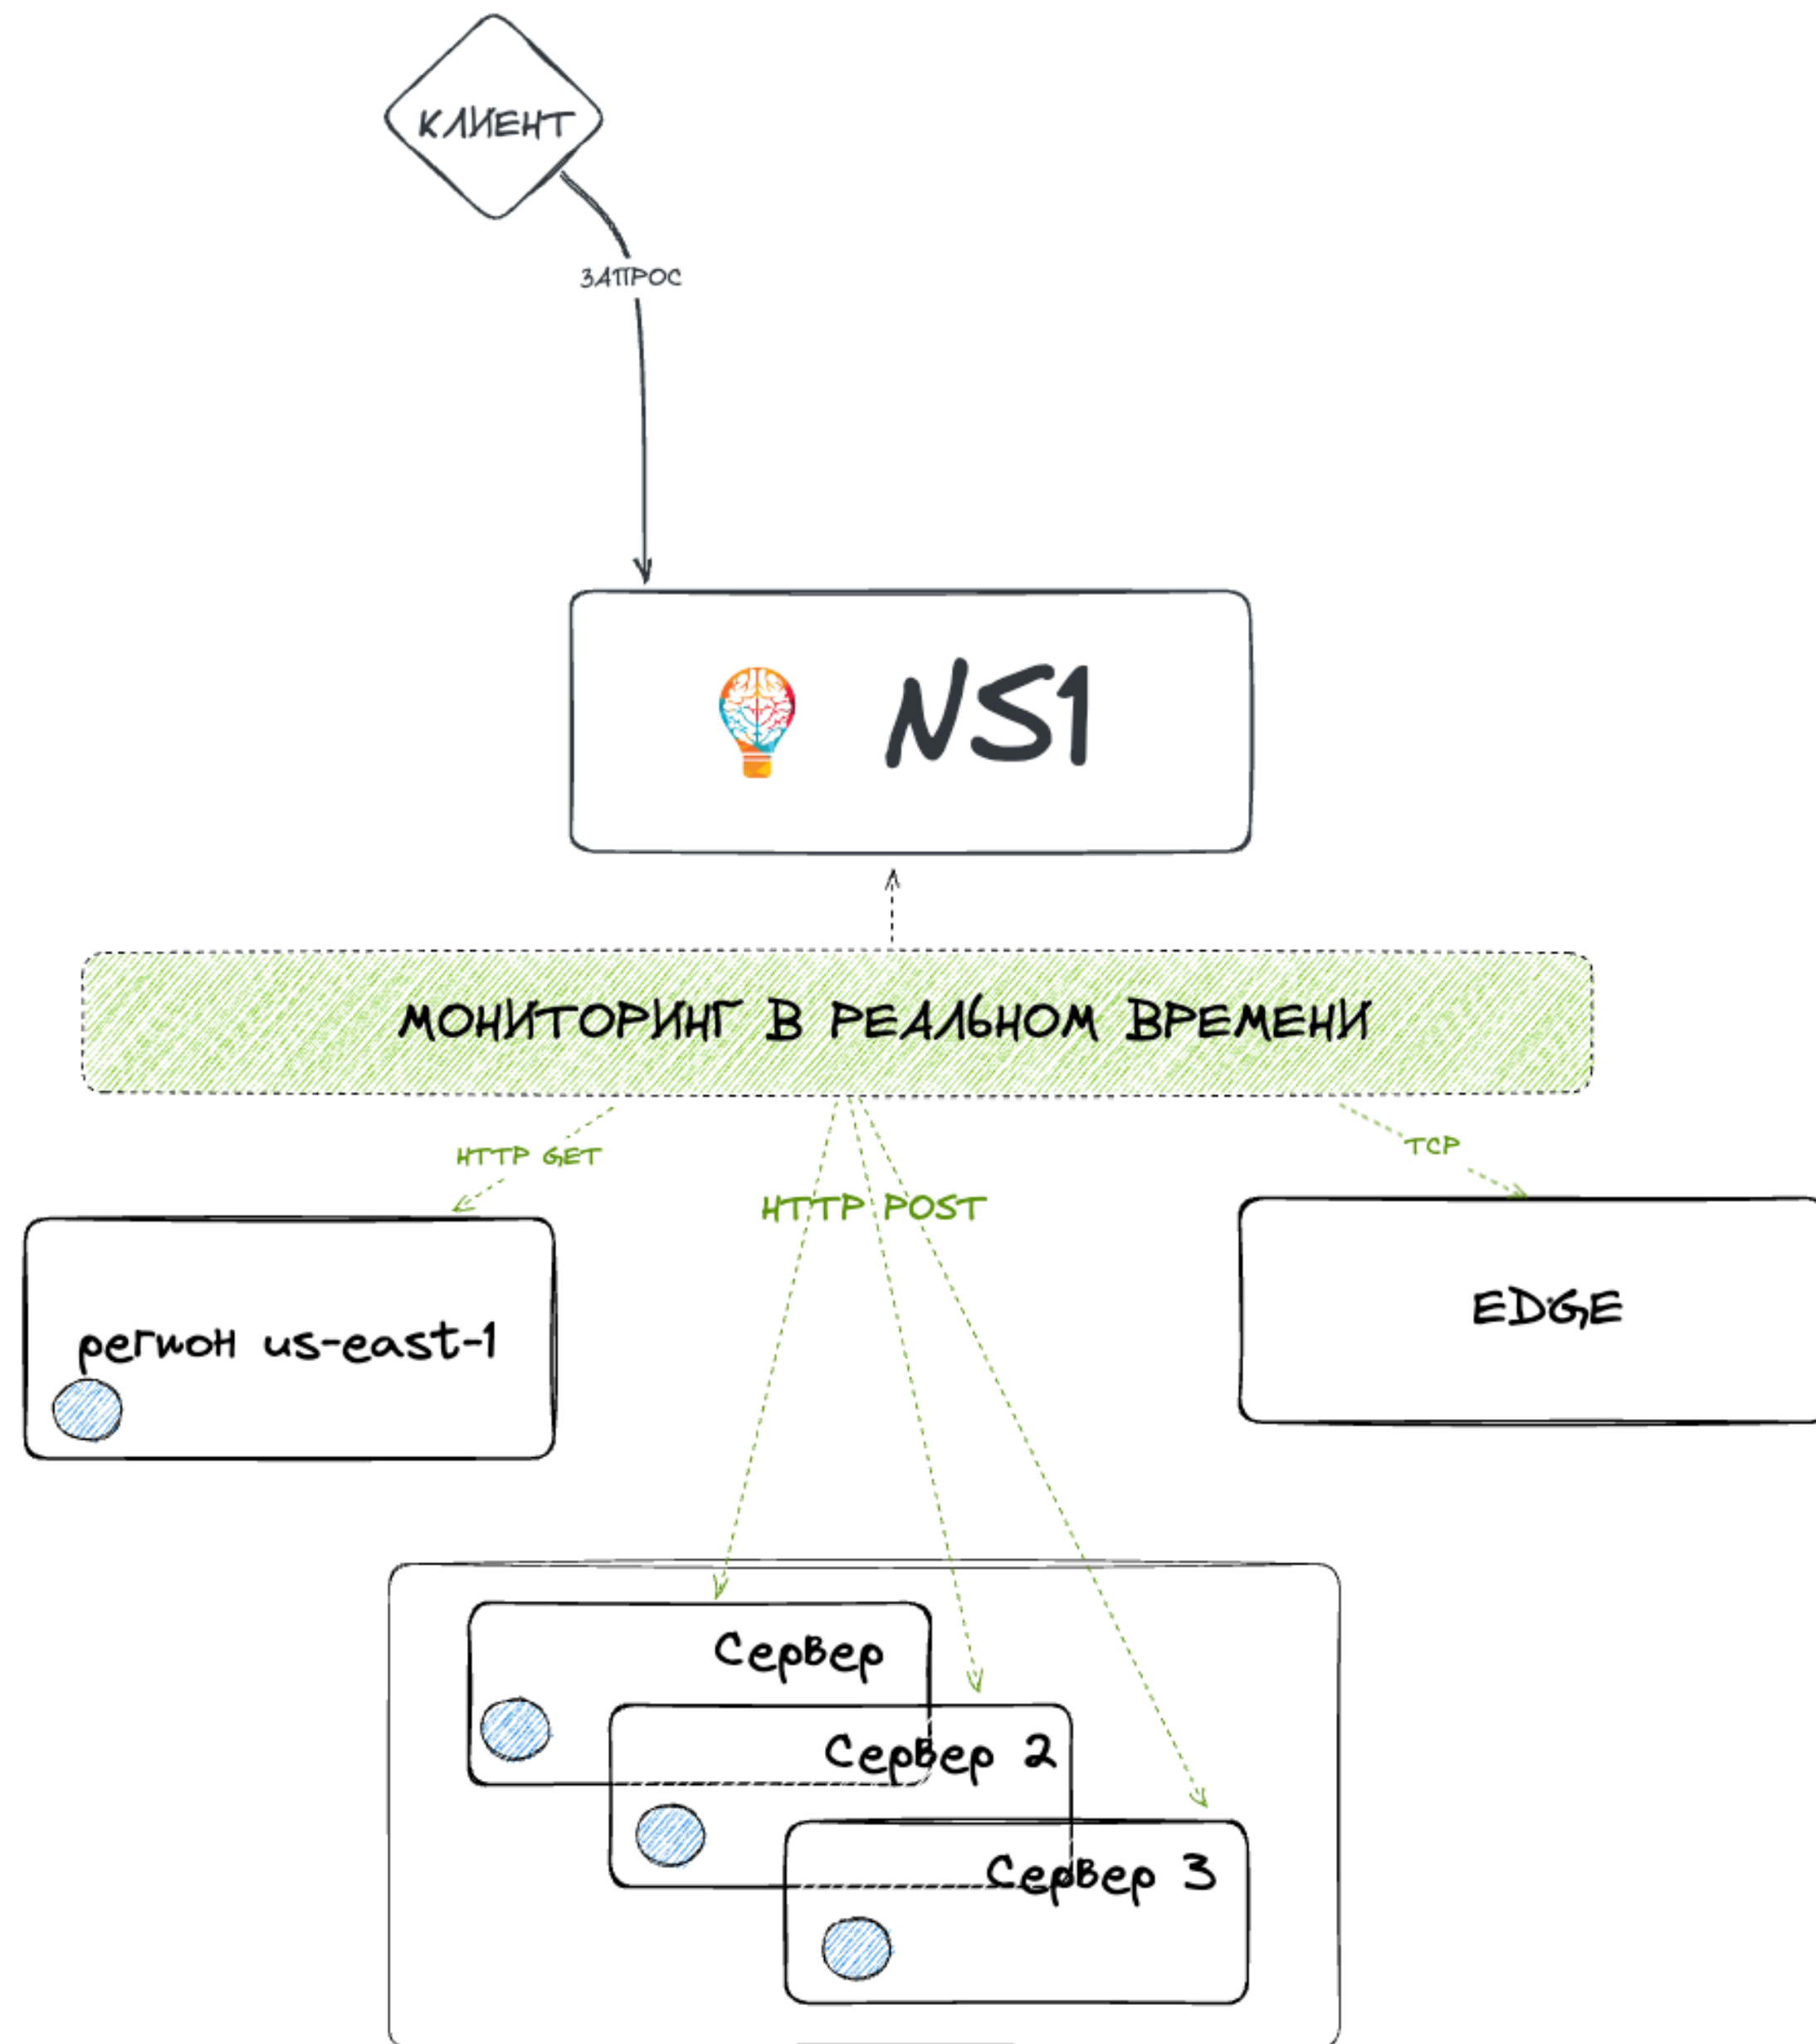 КЛИЕНТ
ЗАПРОС
NS1
МОНИТОРИНГ В РЕАЛЬНОМ ВРЕМЕНИ
HTTP GET
TCP
HTTP POST
регион us-east-1
EDGE
Сервер
Сервер 2
Сервер 3